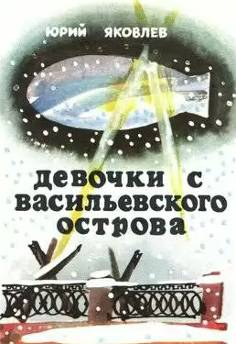 ЮРИЙ ЯКОВЛЕВ
ДЕВОЧКИ С
ВАСИЛЬЕВСКОГО
ОСТРОВА